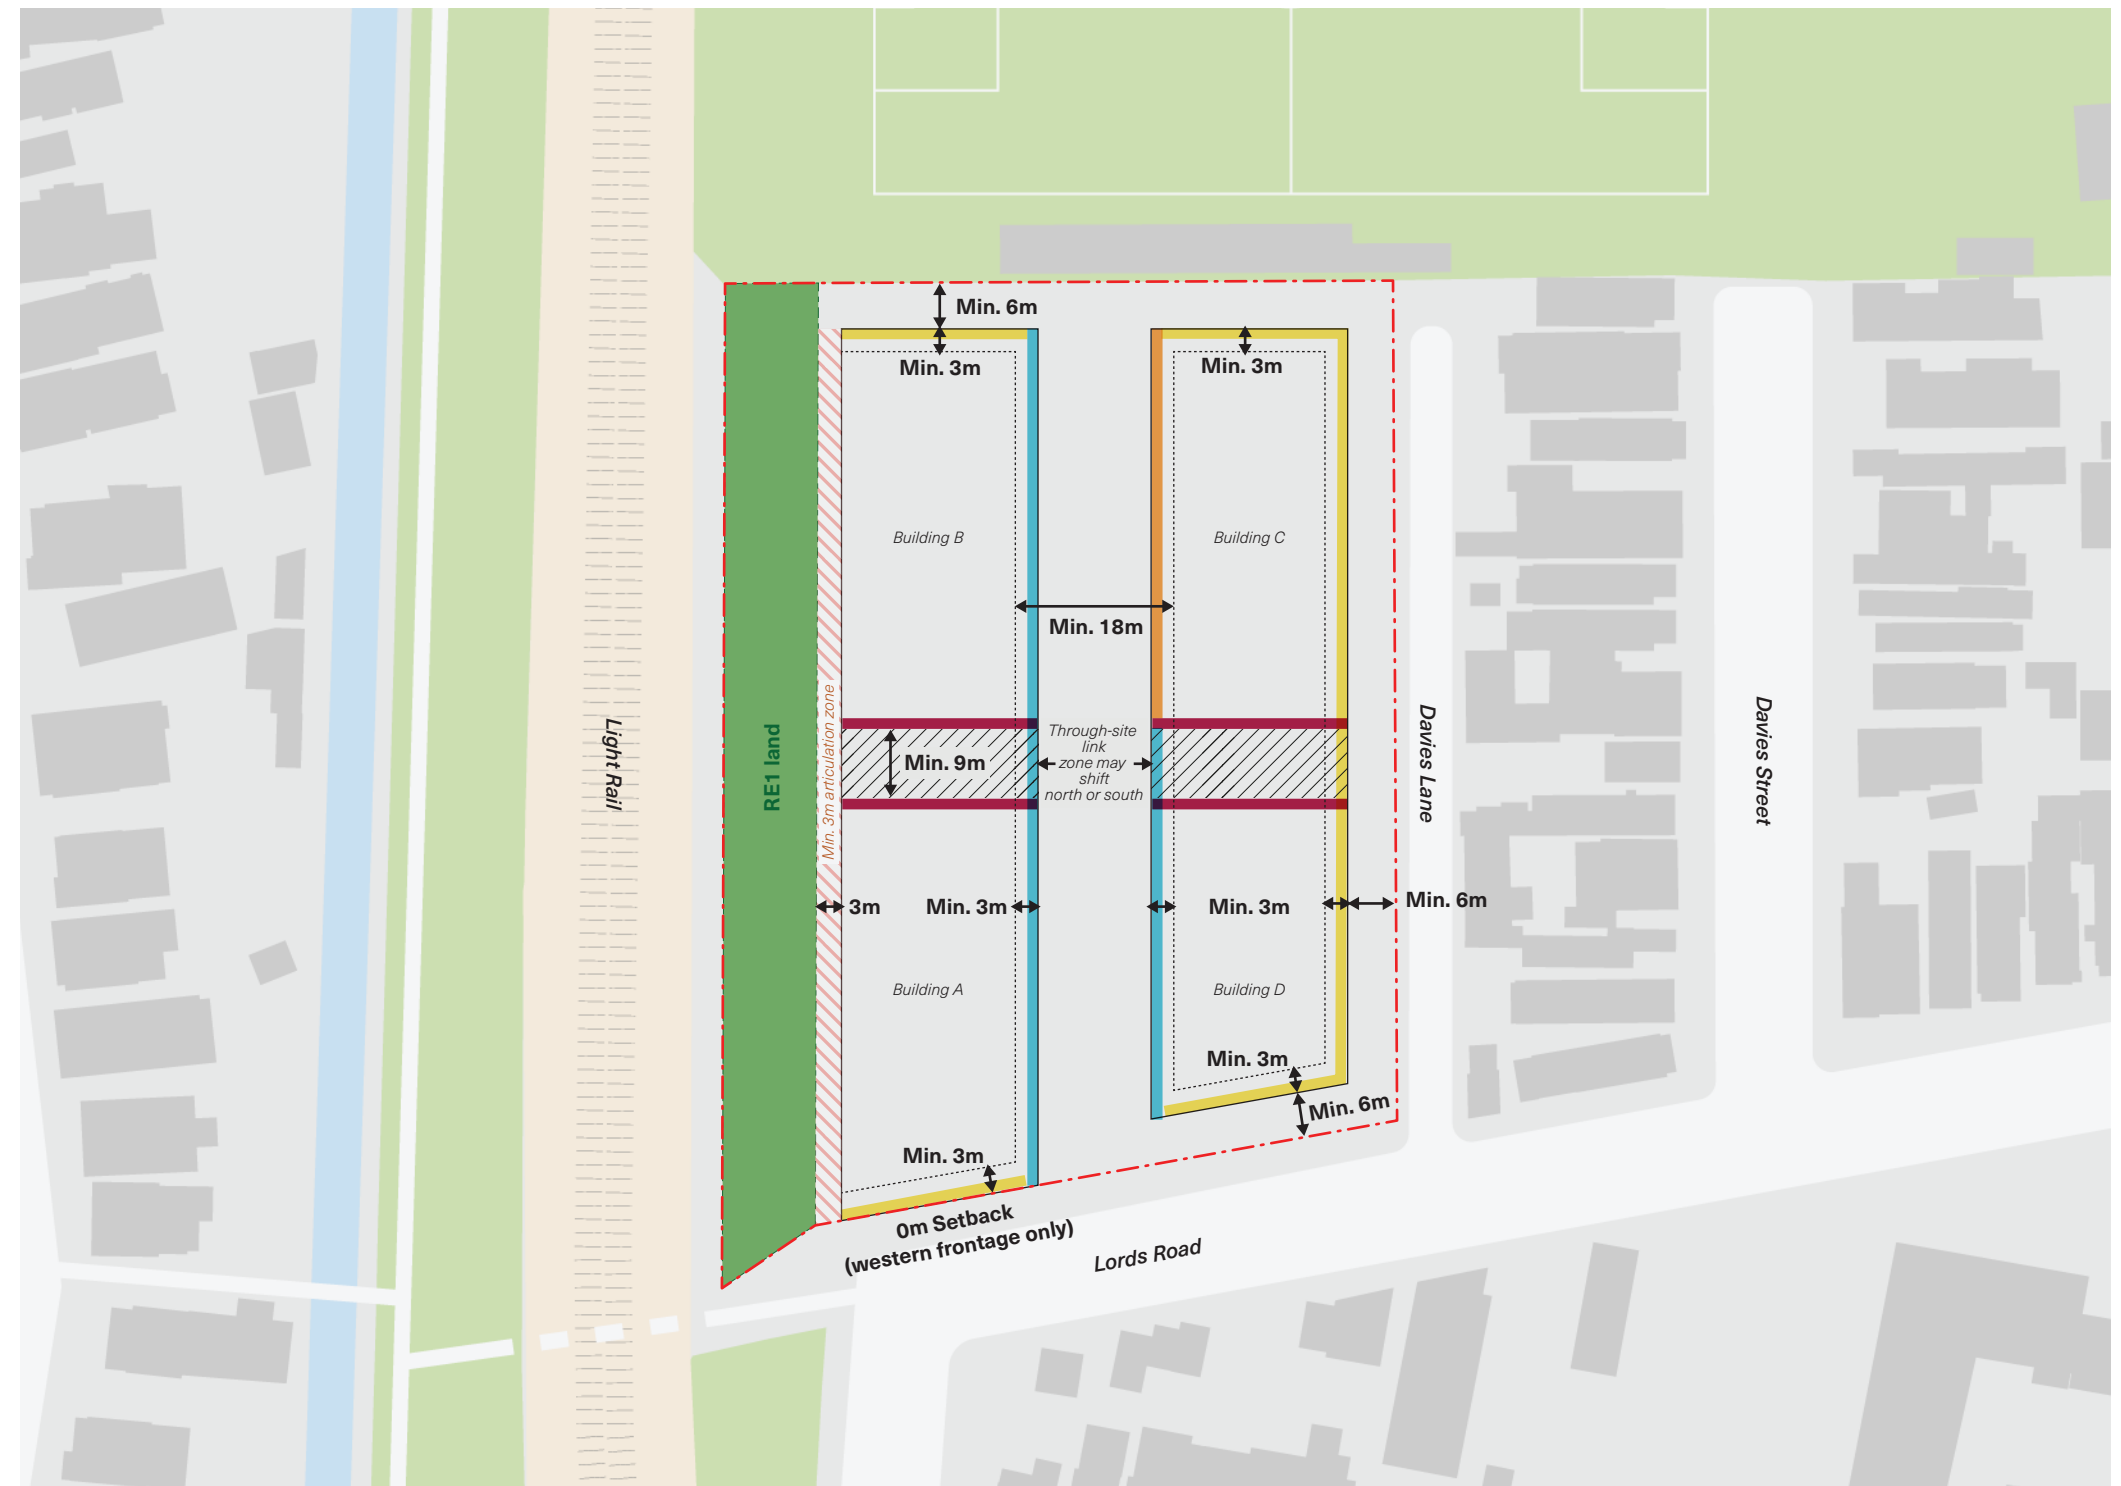 Min. 6m
Min. 3m
Min. 3m
Building B
Building C
Min. 18m
Light Rail
RE1 land
Min. 3m articulation zone
Min. 9m
Through-site
link
zone may
shift
north or south
Davies Lane
Davies Street
3m
Min. 3m
Min. 3m
Min. 6m
Building A
Building D
Min. 3m
Min. 6m
Min. 3m
0m Setback
(western frontage only)
Lords Road